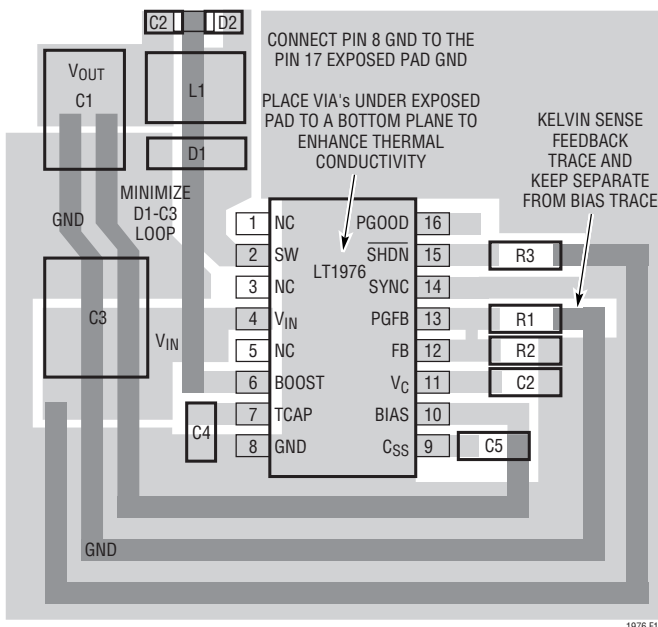 C2 D2
CONNECT PIN 8 GND TO THE
PIN 17 EXPOSED PAD GND
VOUT
C1
L1
PLACE VIA's UNDER EXPOSED
PAD TO A BOTTOM PLANE TO
ENHANCE THERMAL
CONDUCTIVITY
KELVIN SENSE
FEEDBACK
TRACE AND
KEEP SEPARATE
FROM BIAS TRACE
D1
MINIMIZE
D1-C3
LOOP
GND
C3
VIN
LT1976
1 NC PGOOD 16
2 SW SHDN 15 R3
3 NC SYNC 14
4 VIN PGFB 13 R1
5 NC FB 12 R2
6 BOOST VC 11 C2
7 TCAP BIAS 10
C4
8 GND CSS 9 C5
GND